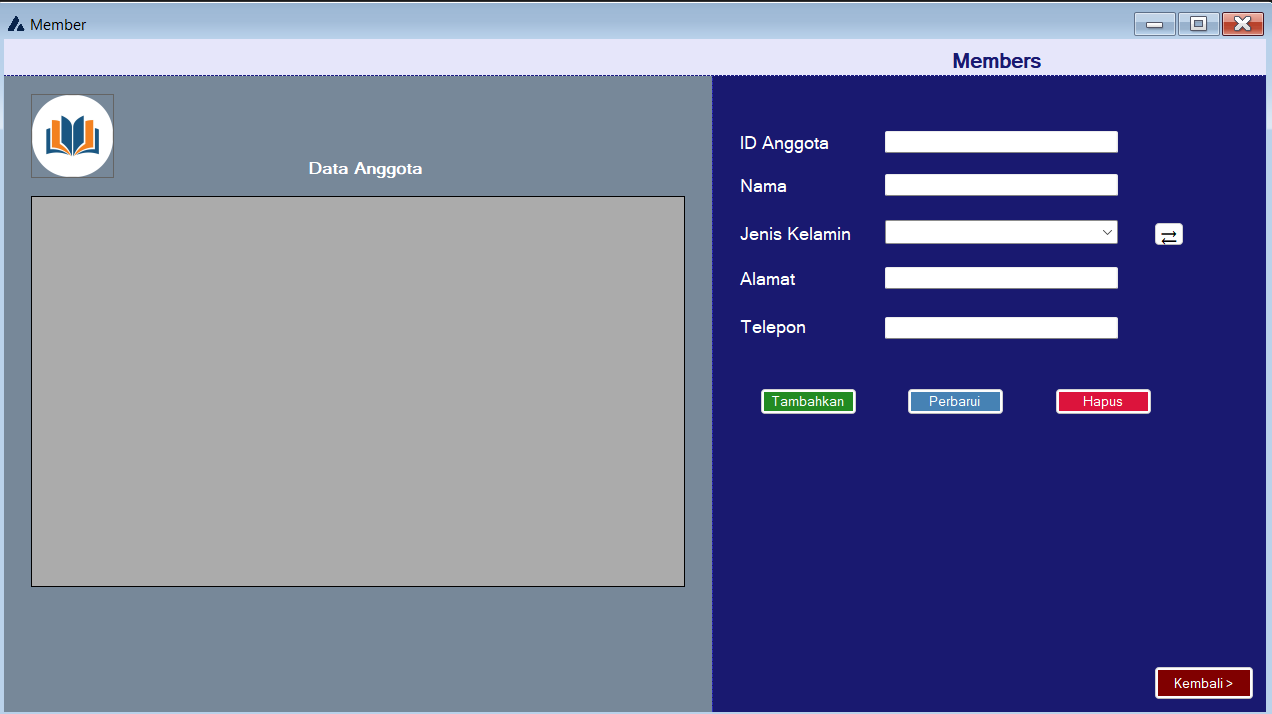 Member
Members
Data Anggota
ID Anggota
Nama
Jenis Kelamin
Alamat
Telepon
Tambahkan Perbarui Hapus
Kembali >